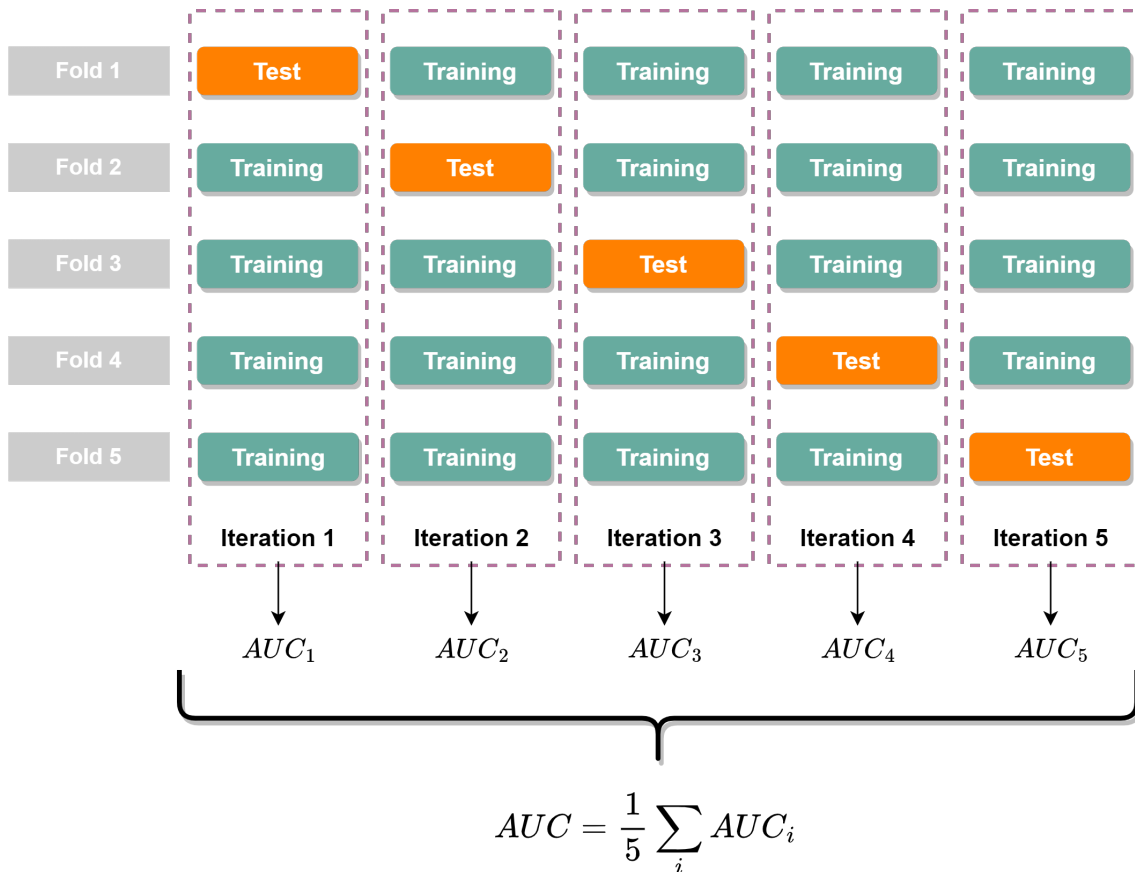 Fold 1 Test Training Training Training Training
Fold 2 Training Test Training Training Training
Fold 3 Training Training Test Training Training
Fold 4 Training Training Training Test Training
Fold 5 Training Training Training Training Test
Iteration 1 Iteration 2 Iteration 3 Iteration 4 Iteration 5
AUC₁ AUC₂ AUC₃ AUC₄ AUC₅
AUC = 1/5 ∑ᵢ AUCᵢ